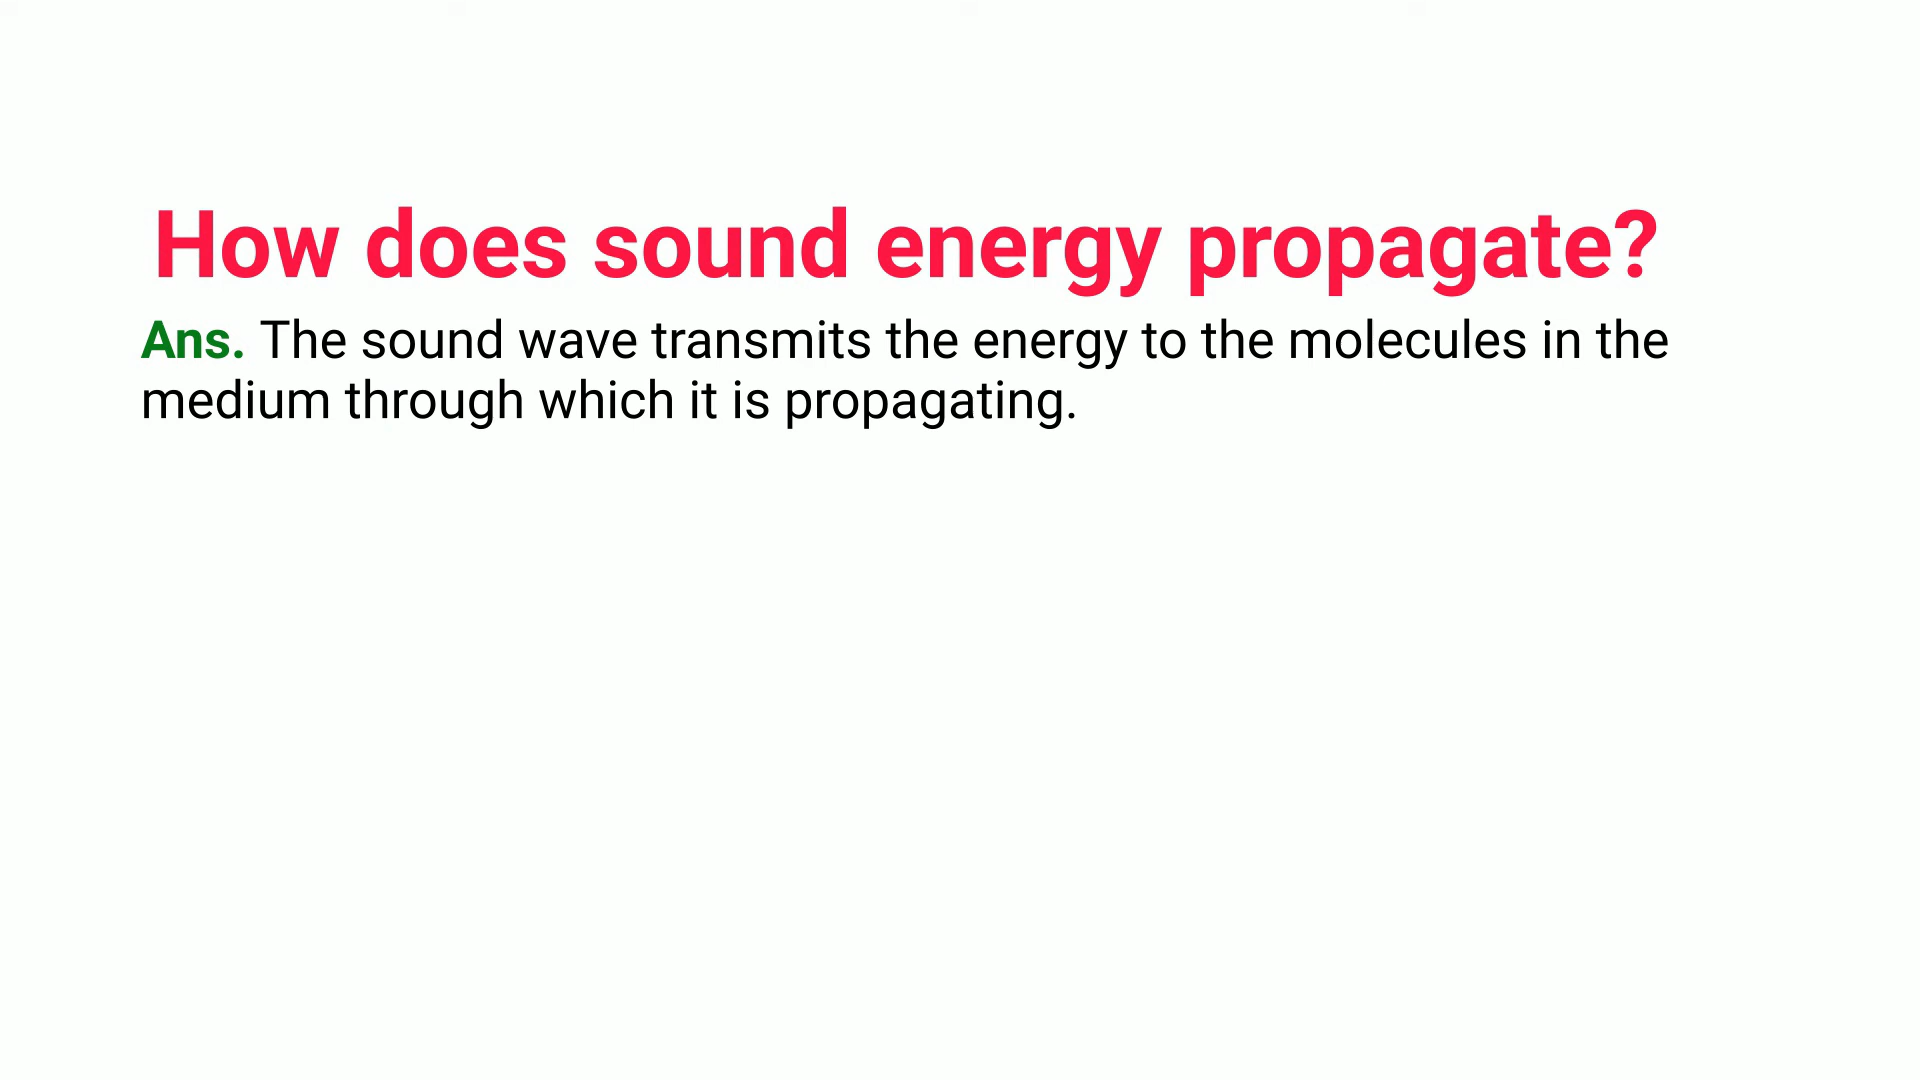 How does sound energy propagate?
Ans. The sound wave transmits the energy to the molecules in the
medium through which it is propagating.